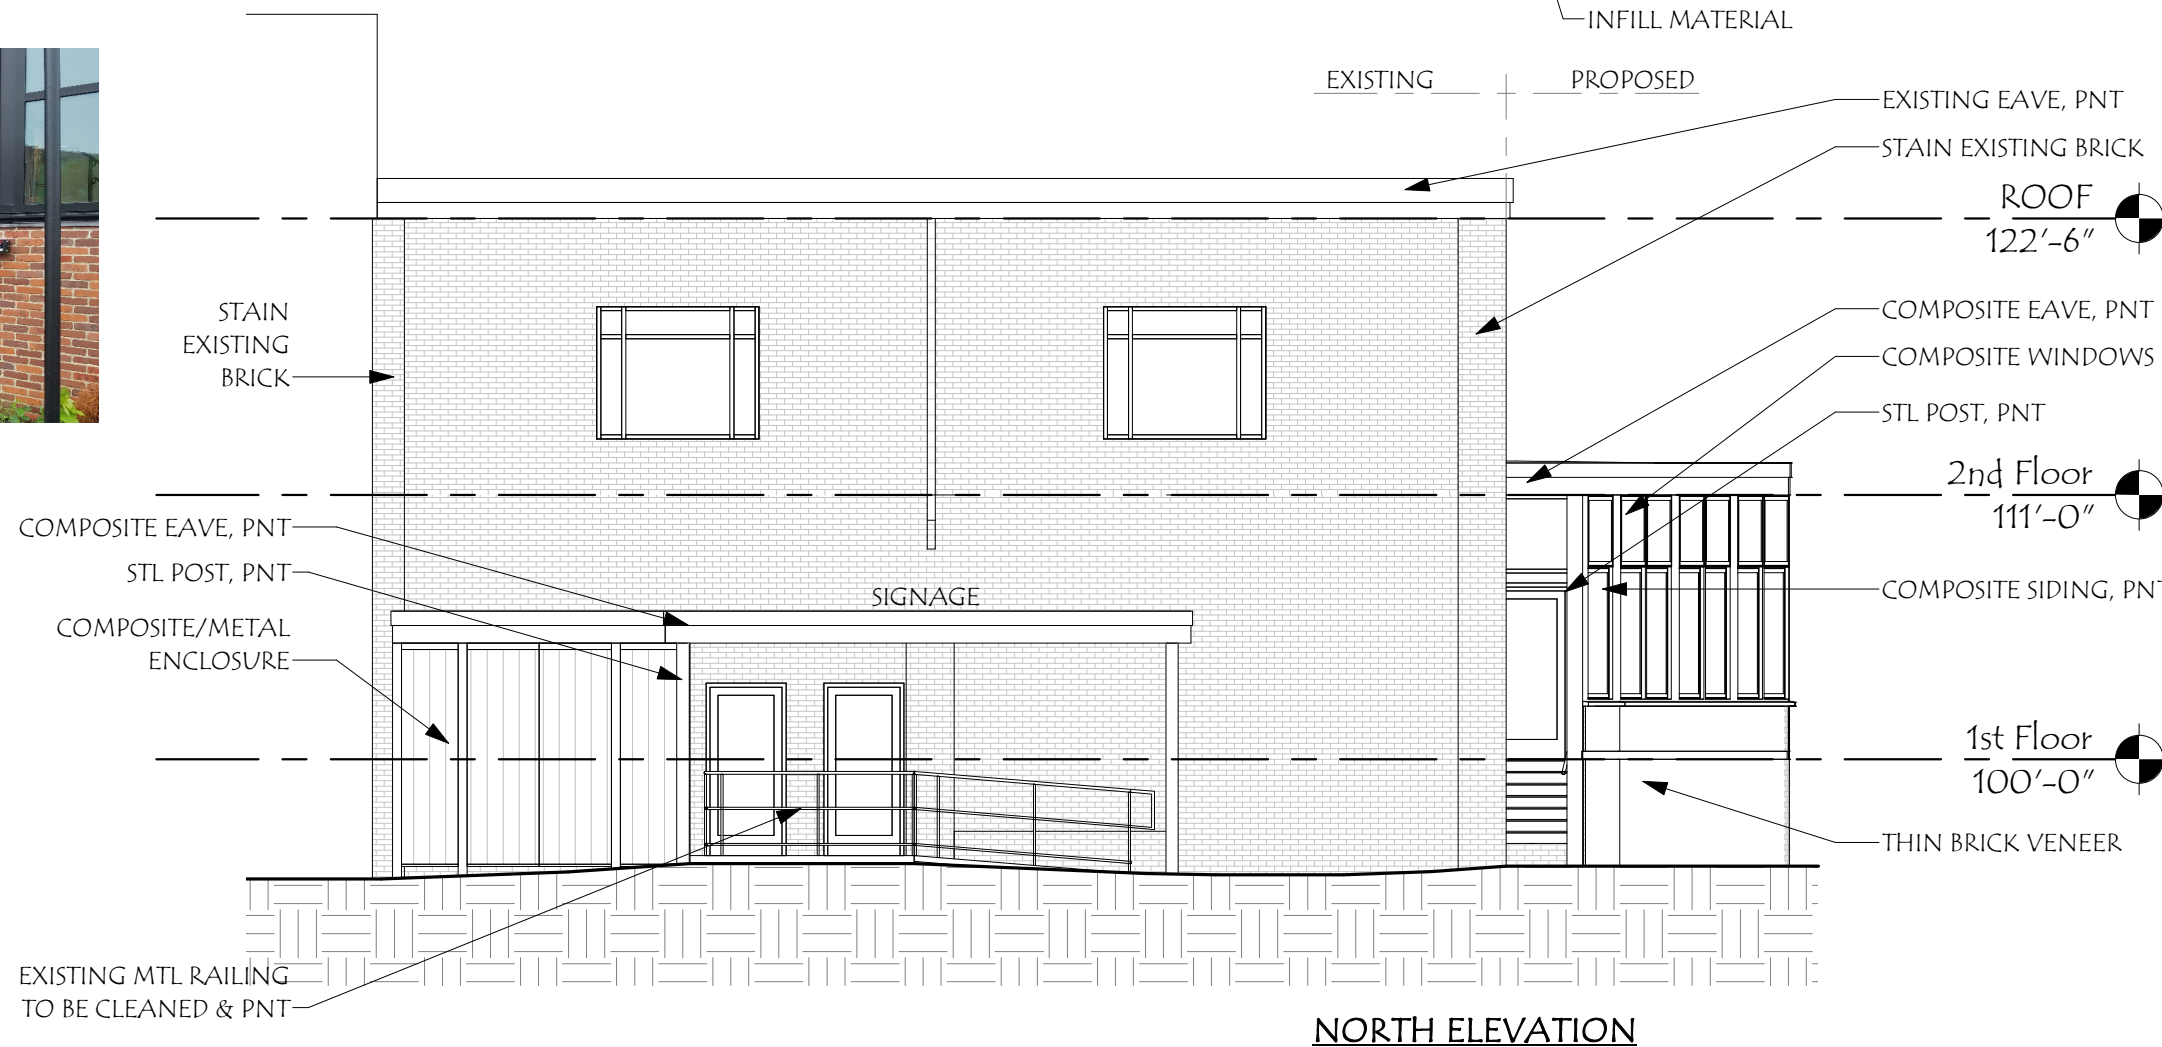 INFILL MATERIAL
EXISTING
PROPOSED
EXISTING EAVE, PNT
STAIN EXISTING BRICK
ROOF
122'-6"
STAIN
EXISTING
BRICK
COMPOSITE EAVE, PNT
COMPOSITE WINDOWS
STL POST, PNT
2nd Floor
111'-0"
COMPOSITE EAVE, PNT
STL POST, PNT
COMPOSITE SIDING, PNT
SIGNAGE
COMPOSITE/METAL
ENCLOSURE
1st Floor
100'-0"
THIN BRICK VENEER
EXISTING MTL RAILING
TO BE CLEANED & PNT
NORTH ELEVATION